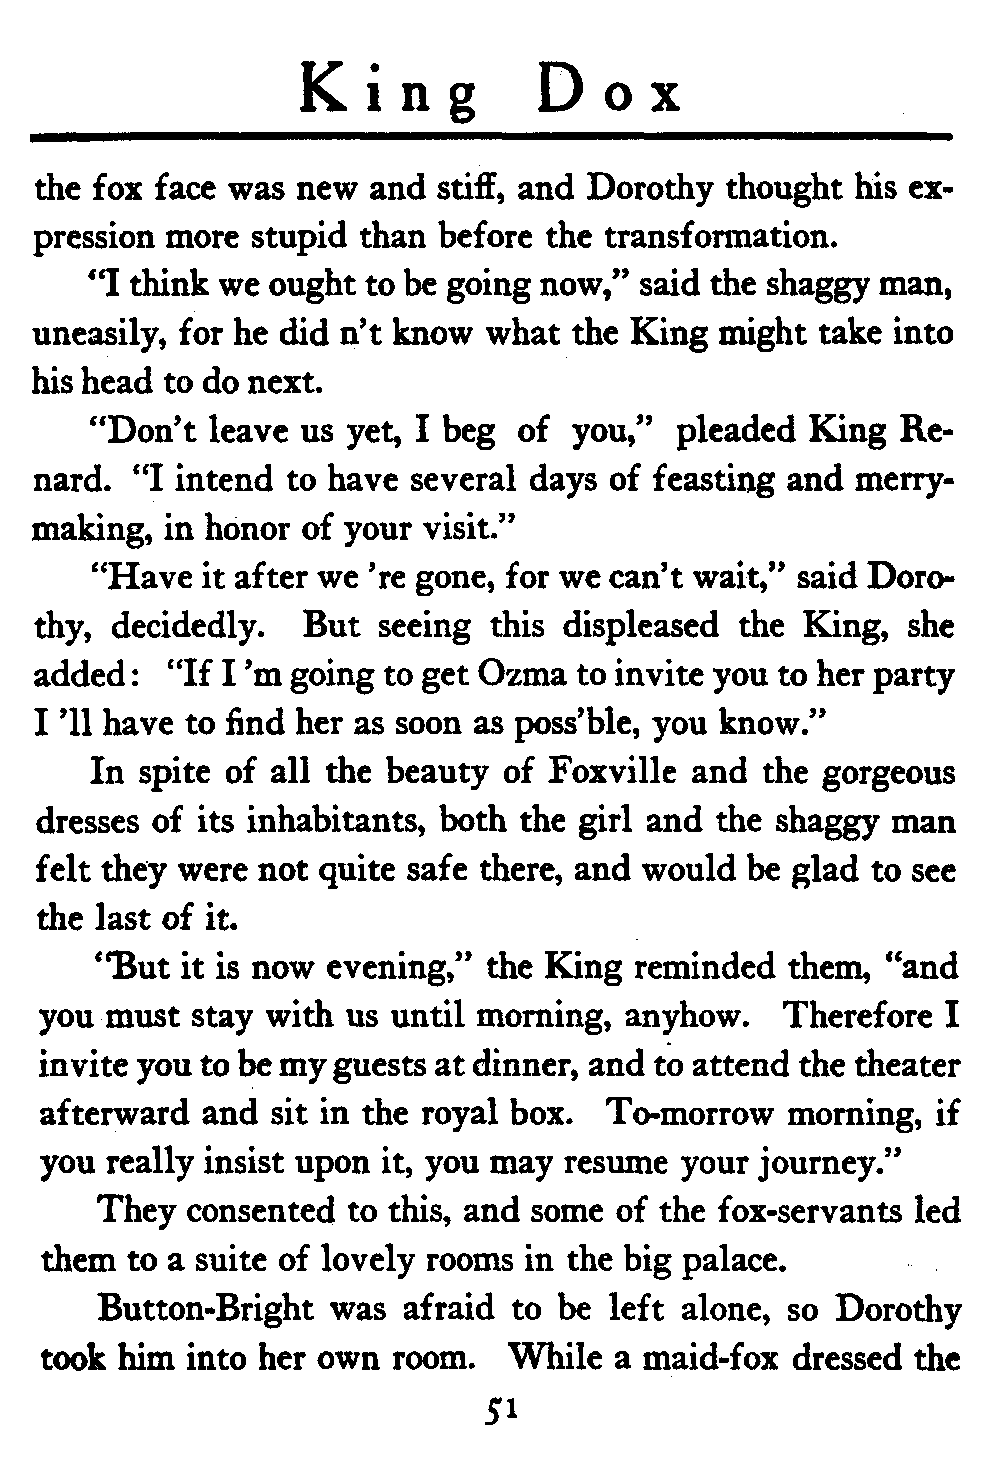 King Dox
the fox face was new and stiff, and Dorothy thought his ex-
pression more stupid than before the transformation.
“I think we ought to be going now,” said the shaggy man,
uneasily, for he did n’t know what the King might take into
his head to do next.
“Don’t leave us yet, I beg of you,” pleaded King Re-
nard. “I intend to have several days of feasting and merry-
making, in honor of your visit.”
“Have it after we ’re gone, for we can’t wait,” said Doro-
thy, decidedly. But seeing this displeased the King, she
added: “If I ’m going to get Ozma to invite you to her party
I ’ll have to find her as soon as poss’ble, you know.”
In spite of all the beauty of Foxville and the gorgeous
dresses of its inhabitants, both the girl and the shaggy man
felt they were not quite safe there, and would be glad to see
the last of it.
“But it is now evening,” the King reminded them, “and
you must stay with us until morning, anyhow. Therefore I
invite you to be my guests at dinner, and to attend the theater
afterward and sit in the royal box. To-morrow morning, if
you really insist upon it, you may resume your journey.”
They consented to this, and some of the fox-servants led
them to a suite of lovely rooms in the big palace.
Button-Bright was afraid to be left alone, so Dorothy
took him into her own room. While a maid-fox dressed the
51